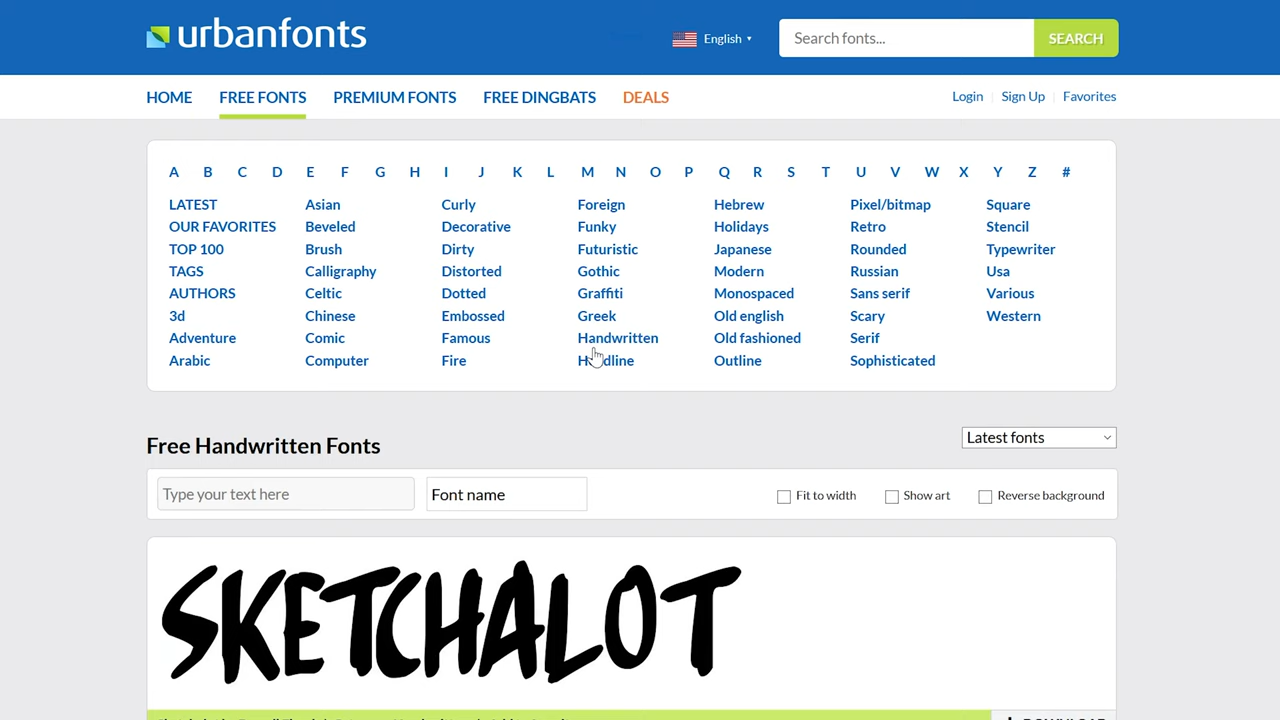 urbanfonts
English
Search fonts...
SEARCH
HOME FREE FONTS PREMIUM FONTS FREE DINGBATS DEALS
Login Sign Up Favorites
A B C D E F G H I J K L M N O P Q R S T U V W X Y Z #
LATEST Asian Curly Foreign Hebrew Pixel/bitmap Square
OUR FAVORITES Beveled Decorative Funky Holidays Retro Stencil
TOP 100 Brush Dirty Futuristic Japanese Rounded Typewriter
TAGS Calligraphy Distorted Gothic Modern Russian Usa
AUTHORS Celtic Dotted Graffiti Monospaced Sans serif Various
3d Chinese Embossed Greek Old english Scary Western
Adventure Comic Famous Handwritten Old fashioned Serif
Arabic Computer Fire Outline Sophisticated
Free Handwritten Fonts
Latest fonts
Type your text here
Font name
Fit to width Show art Reverse background
SKETCHALOT
DOWNLOAD